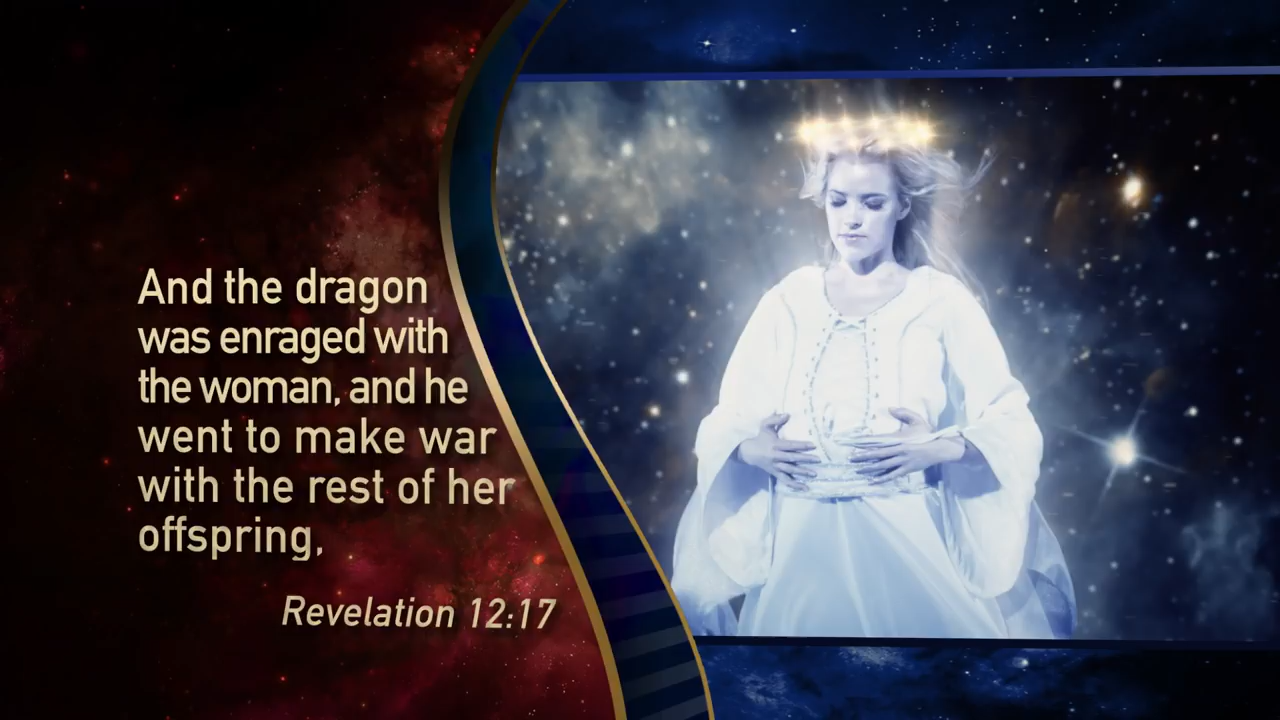 And the dragon
was enraged with
the woman, and he
went to make war
with the rest of her
offspring,
Revelation 12:17